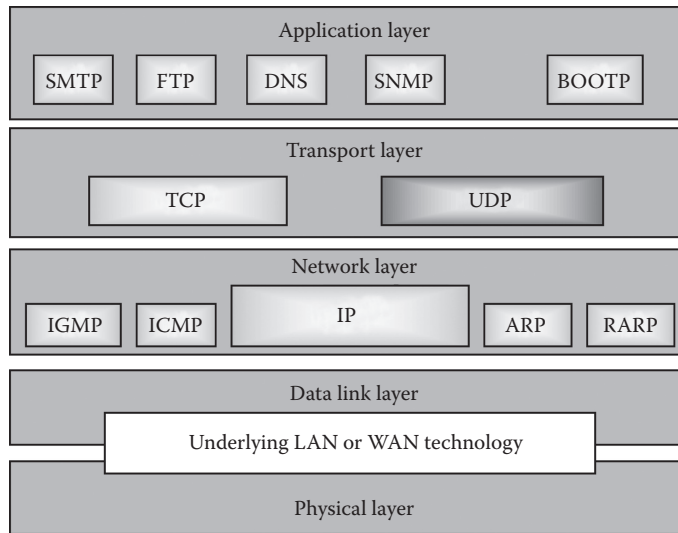 Application layer
SMTP FTP DNS SNMP BOOTP
Transport layer
TCP UDP
Network layer
IGMP ICMP IP ARP RARP
Data link layer
Underlying LAN or WAN technology
Physical layer